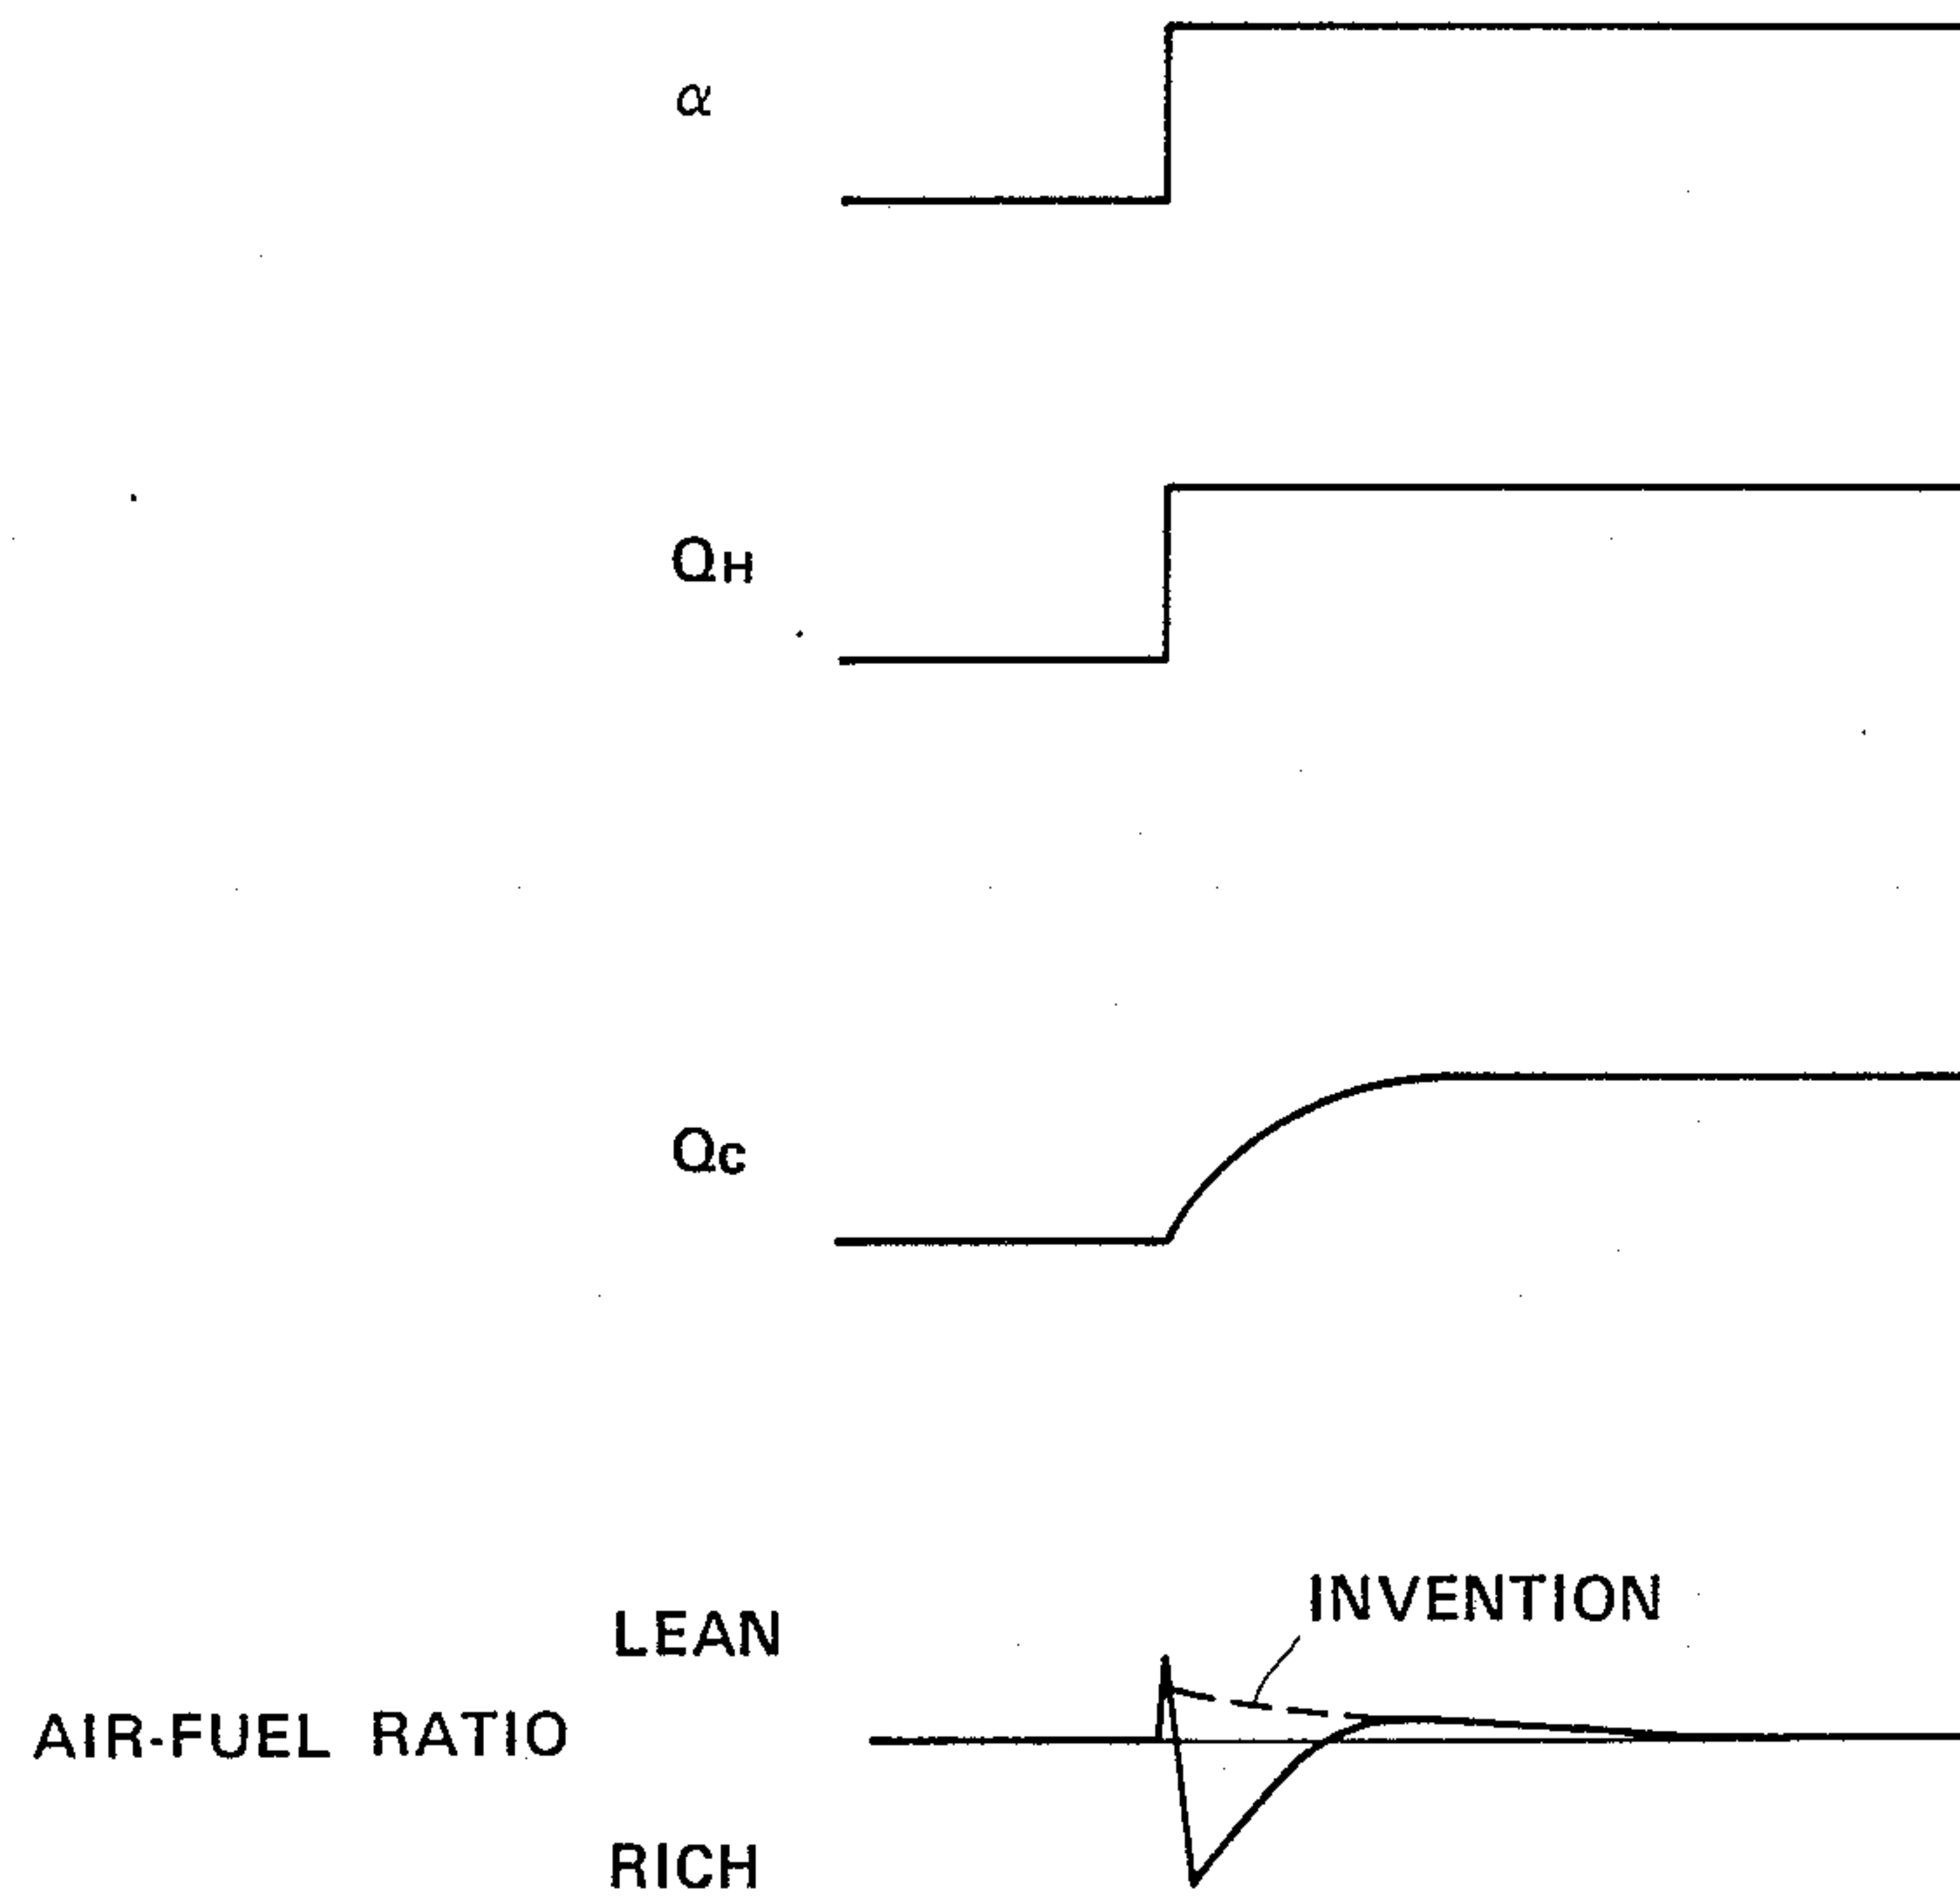 α
QH
QC
INVENTION
LEAN
AIR-FUEL RATIO
RICH